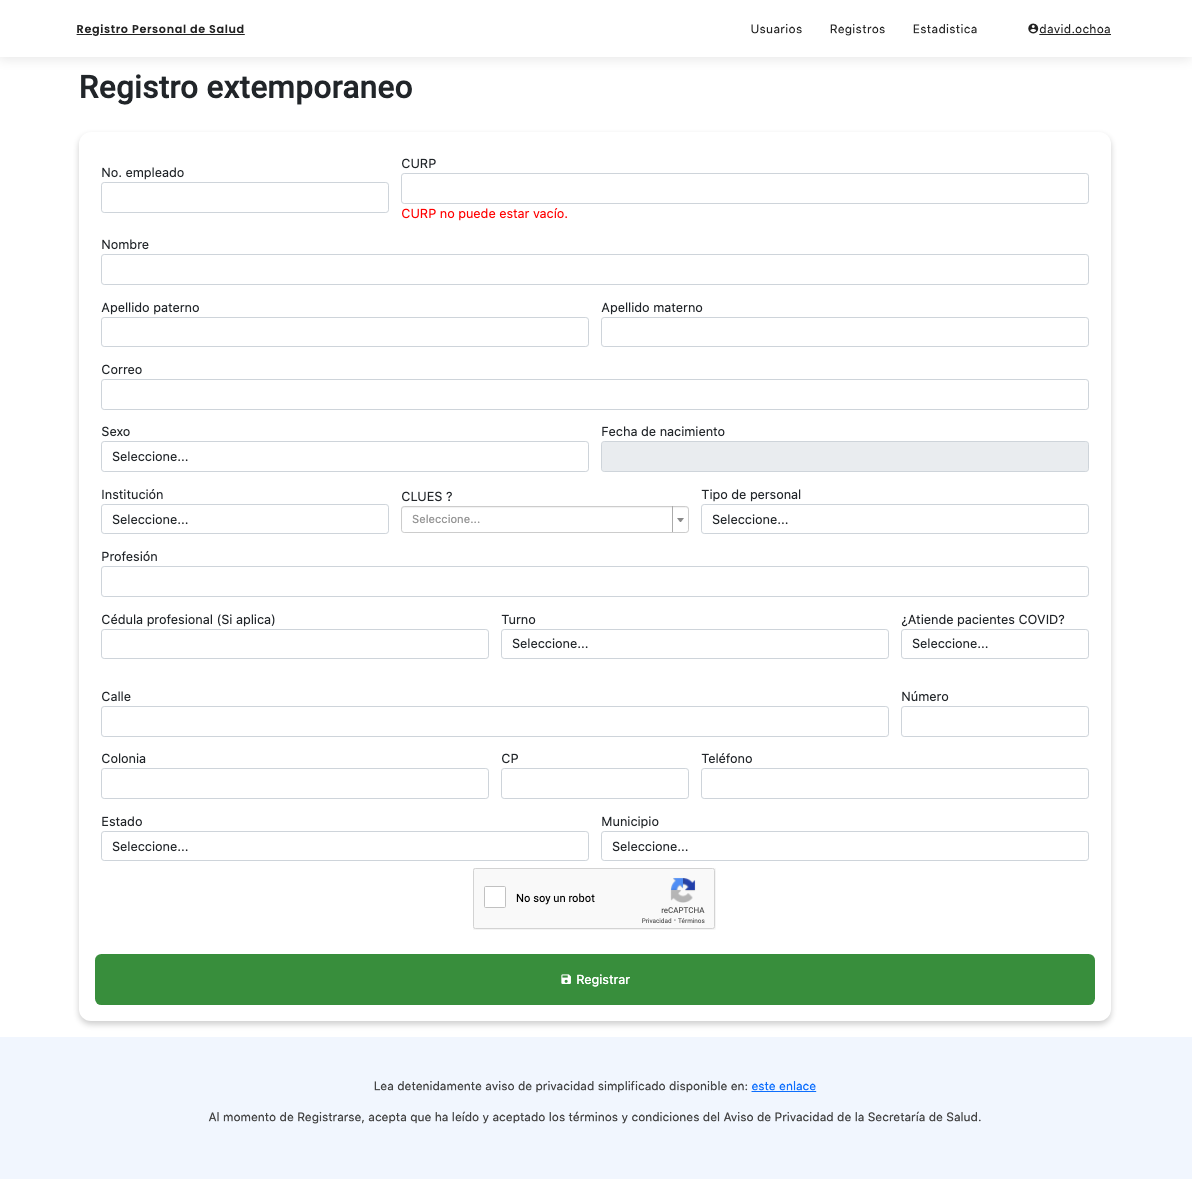 Registro Personal de Salud
Usuarios
Registros
Estadistica
david.ochoa
Registro extemporaneo
No. empleado
CURP
CURP no puede estar vacío.
Nombre
Apellido paterno
Apellido materno
Correo
Sexo
Fecha de nacimiento
Seleccione...
Institución
CLUES ?
Tipo de personal
Seleccione...
Seleccione...
Seleccione...
Profesión
Cédula profesional (Si aplica)
Turno
¿Atiende pacientes COVID?
Seleccione...
Seleccione...
Calle
Número
Colonia
CP
Teléfono
Estado
Municipio
Seleccione...
Seleccione...
No soy un robot
reCAPTCHA
Privacidad - Términos
Registrar
Lea detenidamente aviso de privacidad simplificado disponible en: este enlace
Al momento de Registrarse, acepta que ha leído y aceptado los términos y condiciones del Aviso de Privacidad de la Secretaría de Salud.